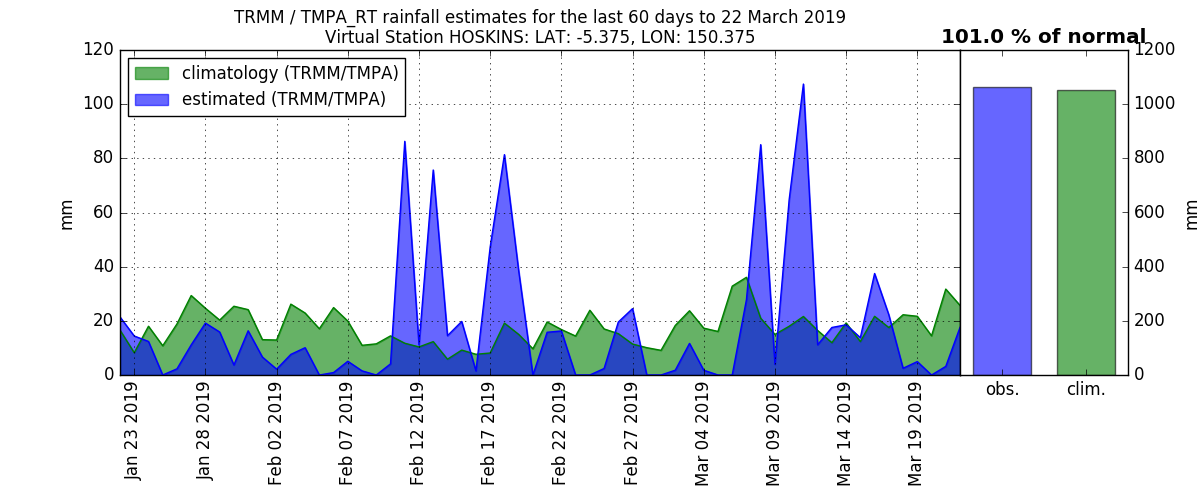 TRMM / TMPA_RT rainfall estimates for the last 60 days to 22 March 2019
Virtual Station HOSKINS: LAT: -5.375, LON: 150.375
101.0 % of normal
climatology (TRMM/TMPA)
estimated (TRMM/TMPA)
120
100
80
60
40
20
0
mm
Jan 23 2019
Jan 28 2019
Feb 02 2019
Feb 07 2019
Feb 12 2019
Feb 17 2019
Feb 22 2019
Feb 27 2019
Mar 04 2019
Mar 09 2019
Mar 14 2019
Mar 19 2019
1200
1000
800
600
400
200
0
mm
obs.
clim.